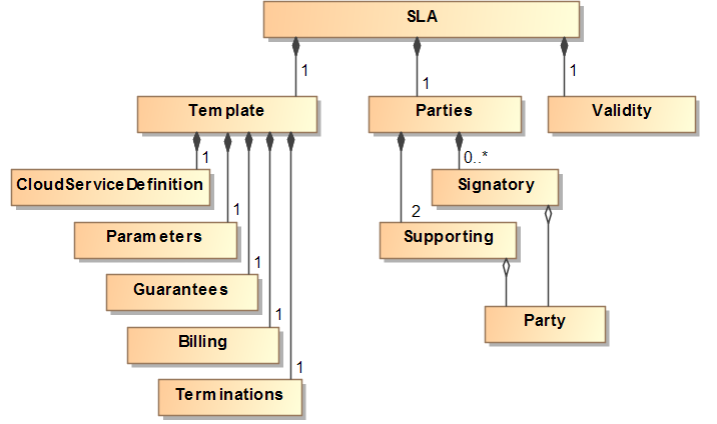 SLA
1
1
1
Template
Parties
Validity
1
0..*
CloudServiceDefinition
Signatory
1
2
Parameters
Supporting
1
Guarantees
1
Party
Billing
1
Terminations